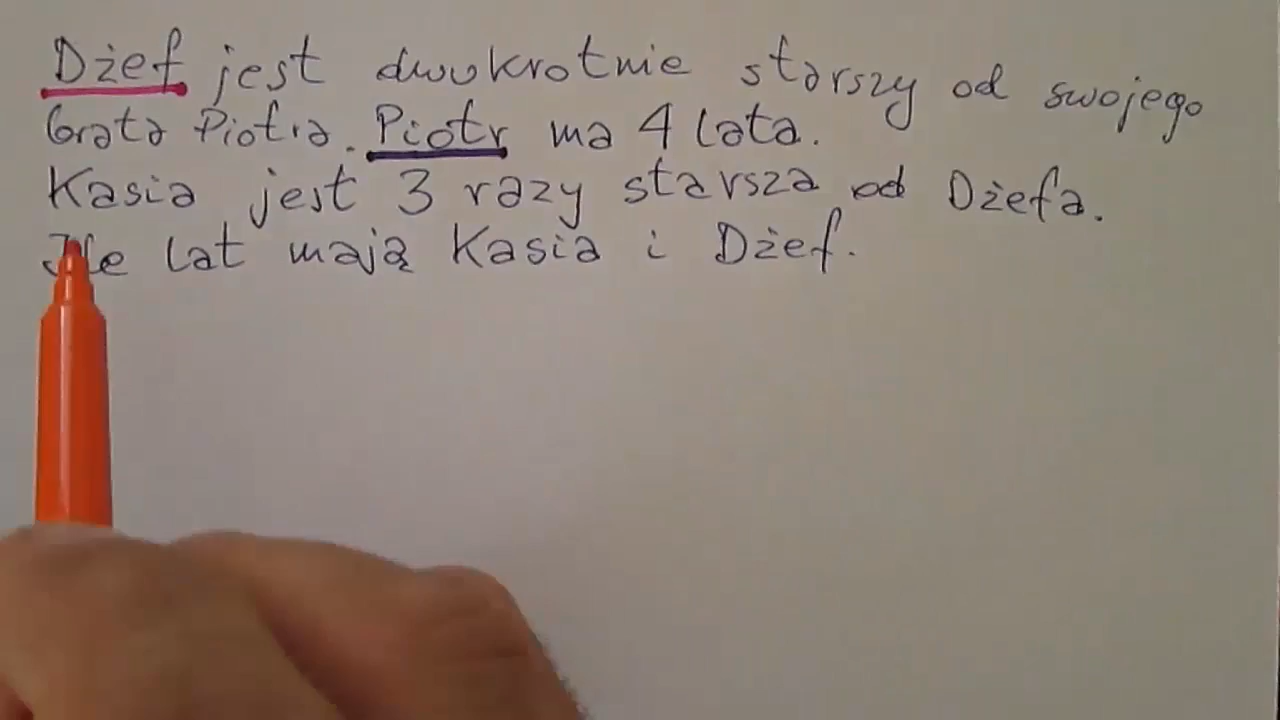 Dżef jest dwukrotnie starszy od swojego
brata Piotra. Piotr ma 4 lata.
Kasia jest 3 razy starsza od Dżefa.
Ile lat mają Kasia i Dżef.